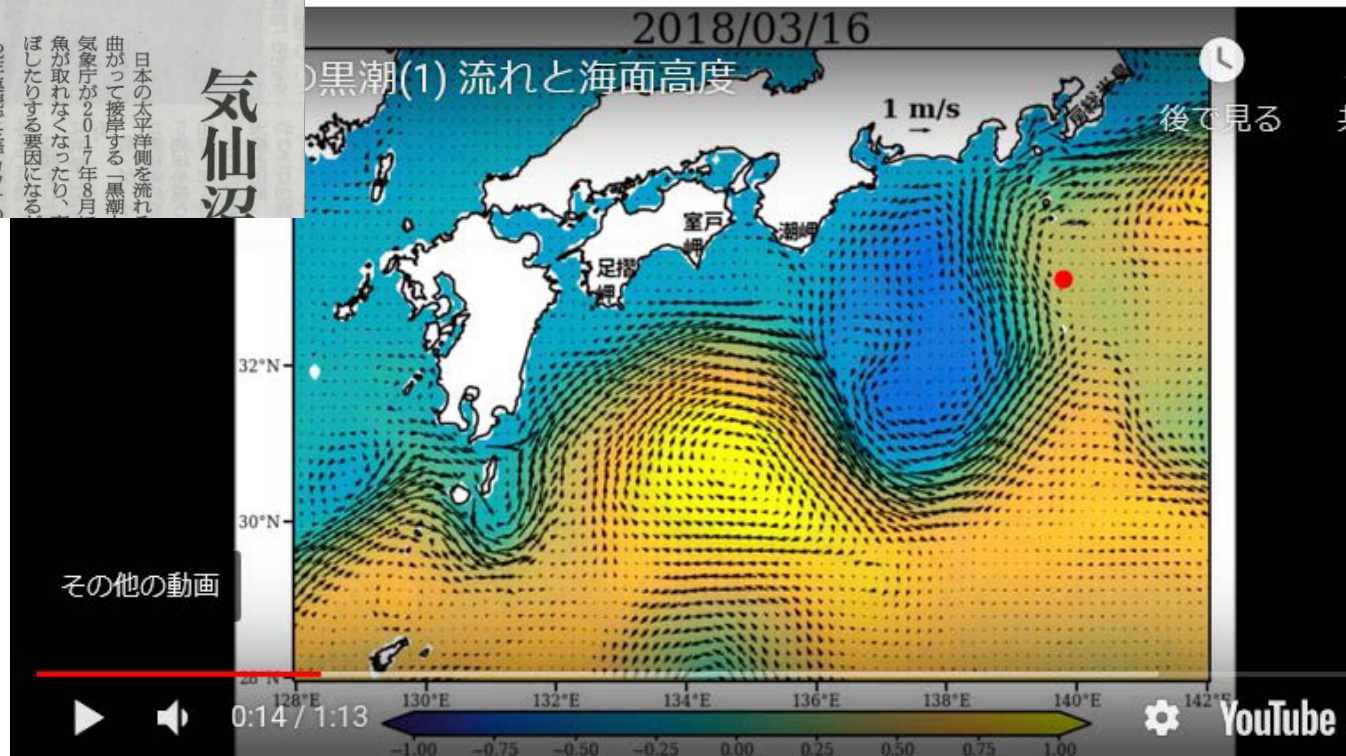 気仙沼
日本の太平洋側を流れ
曲がって接岸する「黒潮
気象庁が2017年8月
魚が取れなくなったり、
ぼしたりする要因になる
2018/03/16
の黒潮(1) 流れと海面高度
後で見る
1 m/s
房総半島
室戸
岬
潮岬
足摺
岬
32°N
30°N
28°N
その他の動画
128°E 130°E 132°E 134°E 136°E 138°E 140°E 142°E
0:14 / 1:13
YouTube
−1.00 −0.75 −0.50 −0.25 0.00 0.25 0.50 0.75 1.00